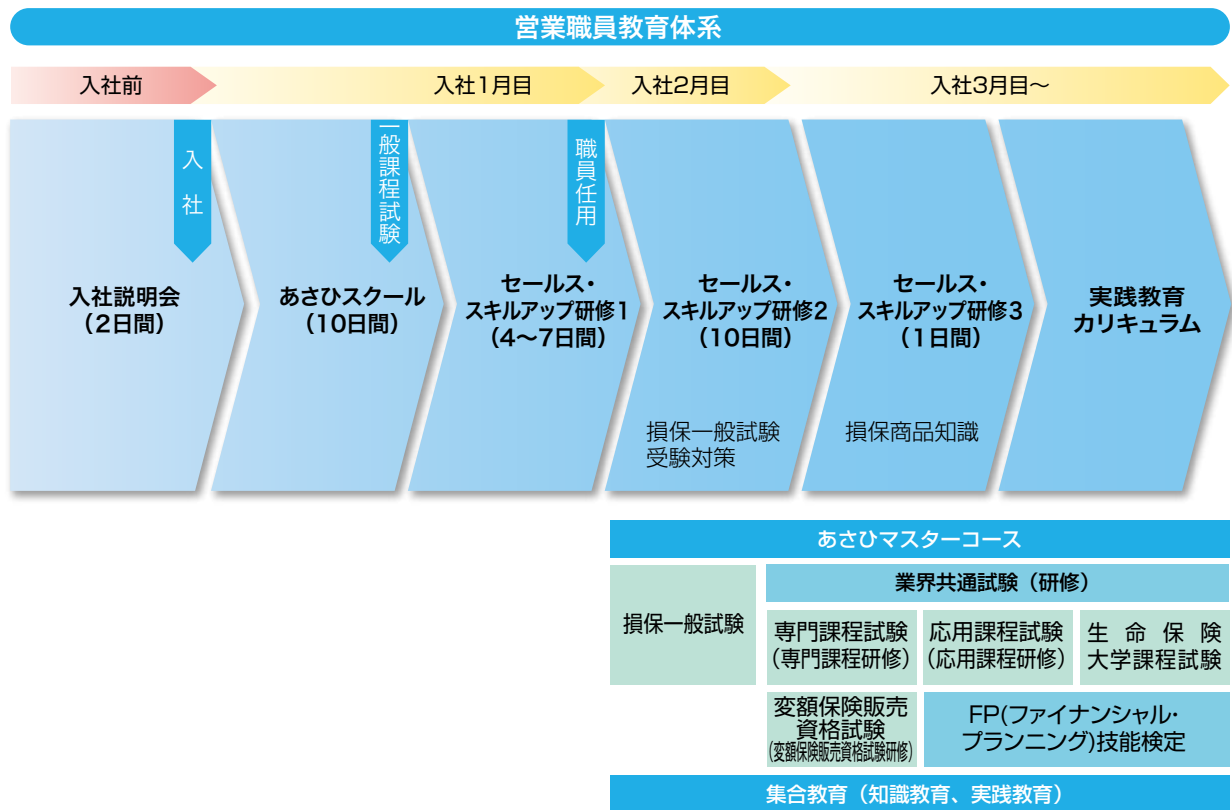 営業職員教育体系
入社前
入社1月目
入社2月目
入社3月目～
入社
一般課程試験
職員任用
入社説明会
（2日間）
あさひスクール
（10日間）
セールス・
スキルアップ研修1
（4～7日間）
セールス・
スキルアップ研修2
（10日間）
損保一般試験
受験対策
セールス・
スキルアップ研修3
（1日間）
損保商品知識
実践教育
カリキュラム
あさひマスターコース
損保一般試験
業界共通試験（研修）
専門課程試験
（専門課程研修）
応用課程試験
（応用課程研修）
生命保険
大学課程試験
変額保険販売
資格試験
（変額保険販売資格試験研修）
FP（ファイナンシャル・
プランニング）技能検定
集合教育（知識教育、実践教育）